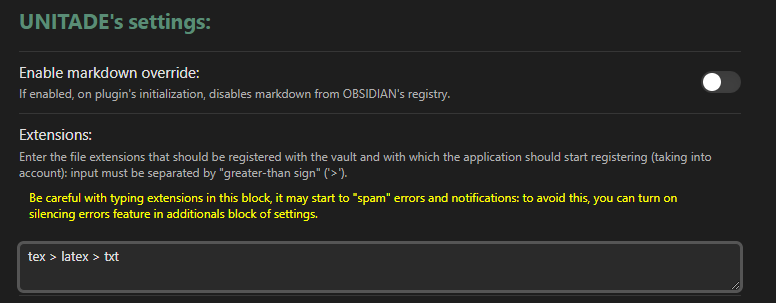 UNITADE's settings:
Enable markdown override:
If enabled, on plugin's initialization, disables markdown from OBSIDIAN's registry.
Extensions:
Enter the file extensions that should be registered with the vault and with which the application should start registering (taking into
account): input must be separated by "greater-than sign" ('>').
Be careful with typing extensions in this block, it may start to "spam" errors and notifications: to avoid this, you can turn on
silencing errors feature in additionals block of settings.
tex > latex > txt